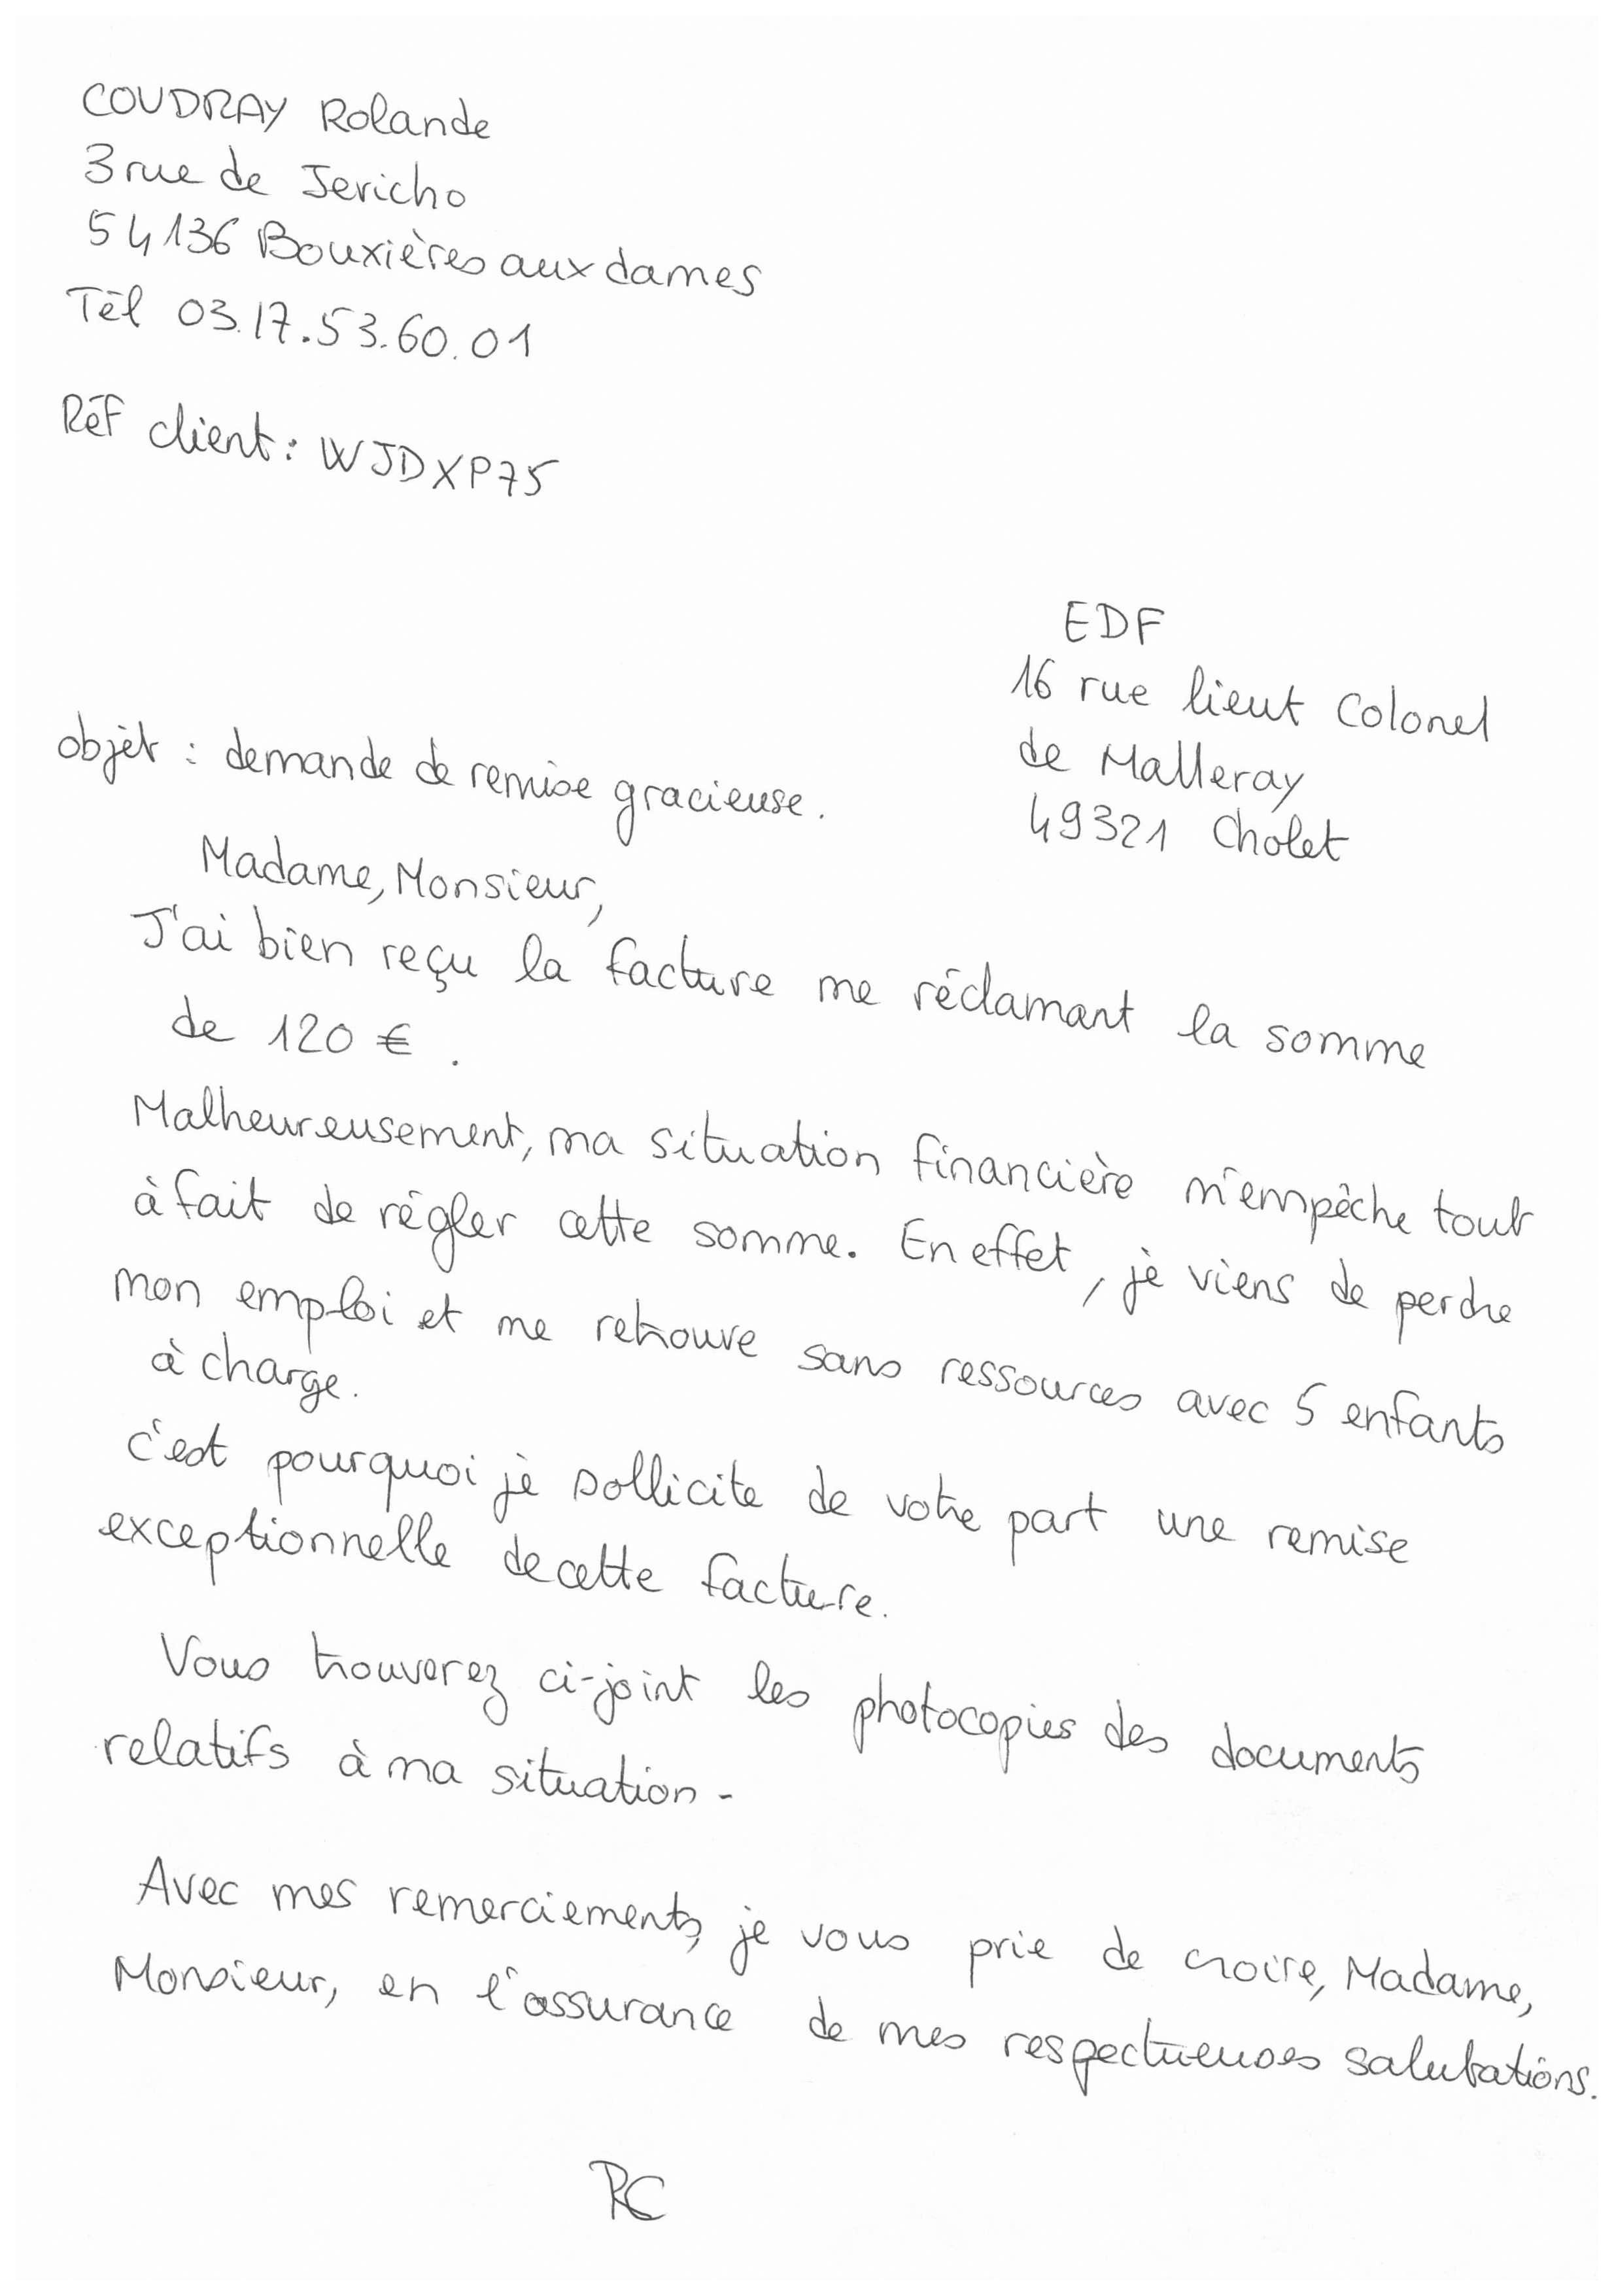 COUDRAY Rolande
3 rue de Jericho
54136 Bouxières aux dames
Tél 03.17.53.60.01
Réf client : WJDXP75
EDF
16 rue lieut Colonel
de Malleray
49321 Cholet
objet : demande de remise gracieuse.
Madame, Monsieur,
J'ai bien reçu la facture me réclamant la somme
de 120 €.
Malheureusement, ma situation financière m'empêche tout
à fait de régler cette somme. En effet, je viens de perdre
mon emploi et me retrouve sans ressources avec 5 enfants
à charge.
c'est pourquoi je sollicite de votre part une remise
exceptionnelle de cette facture.
Vous trouverez ci-joint les photocopies des documents
relatifs à ma situation -
Avec mes remerciements, je vous prie de croire, Madame,
Monsieur, en l'assurance de mes respectueuses salutations.
RC